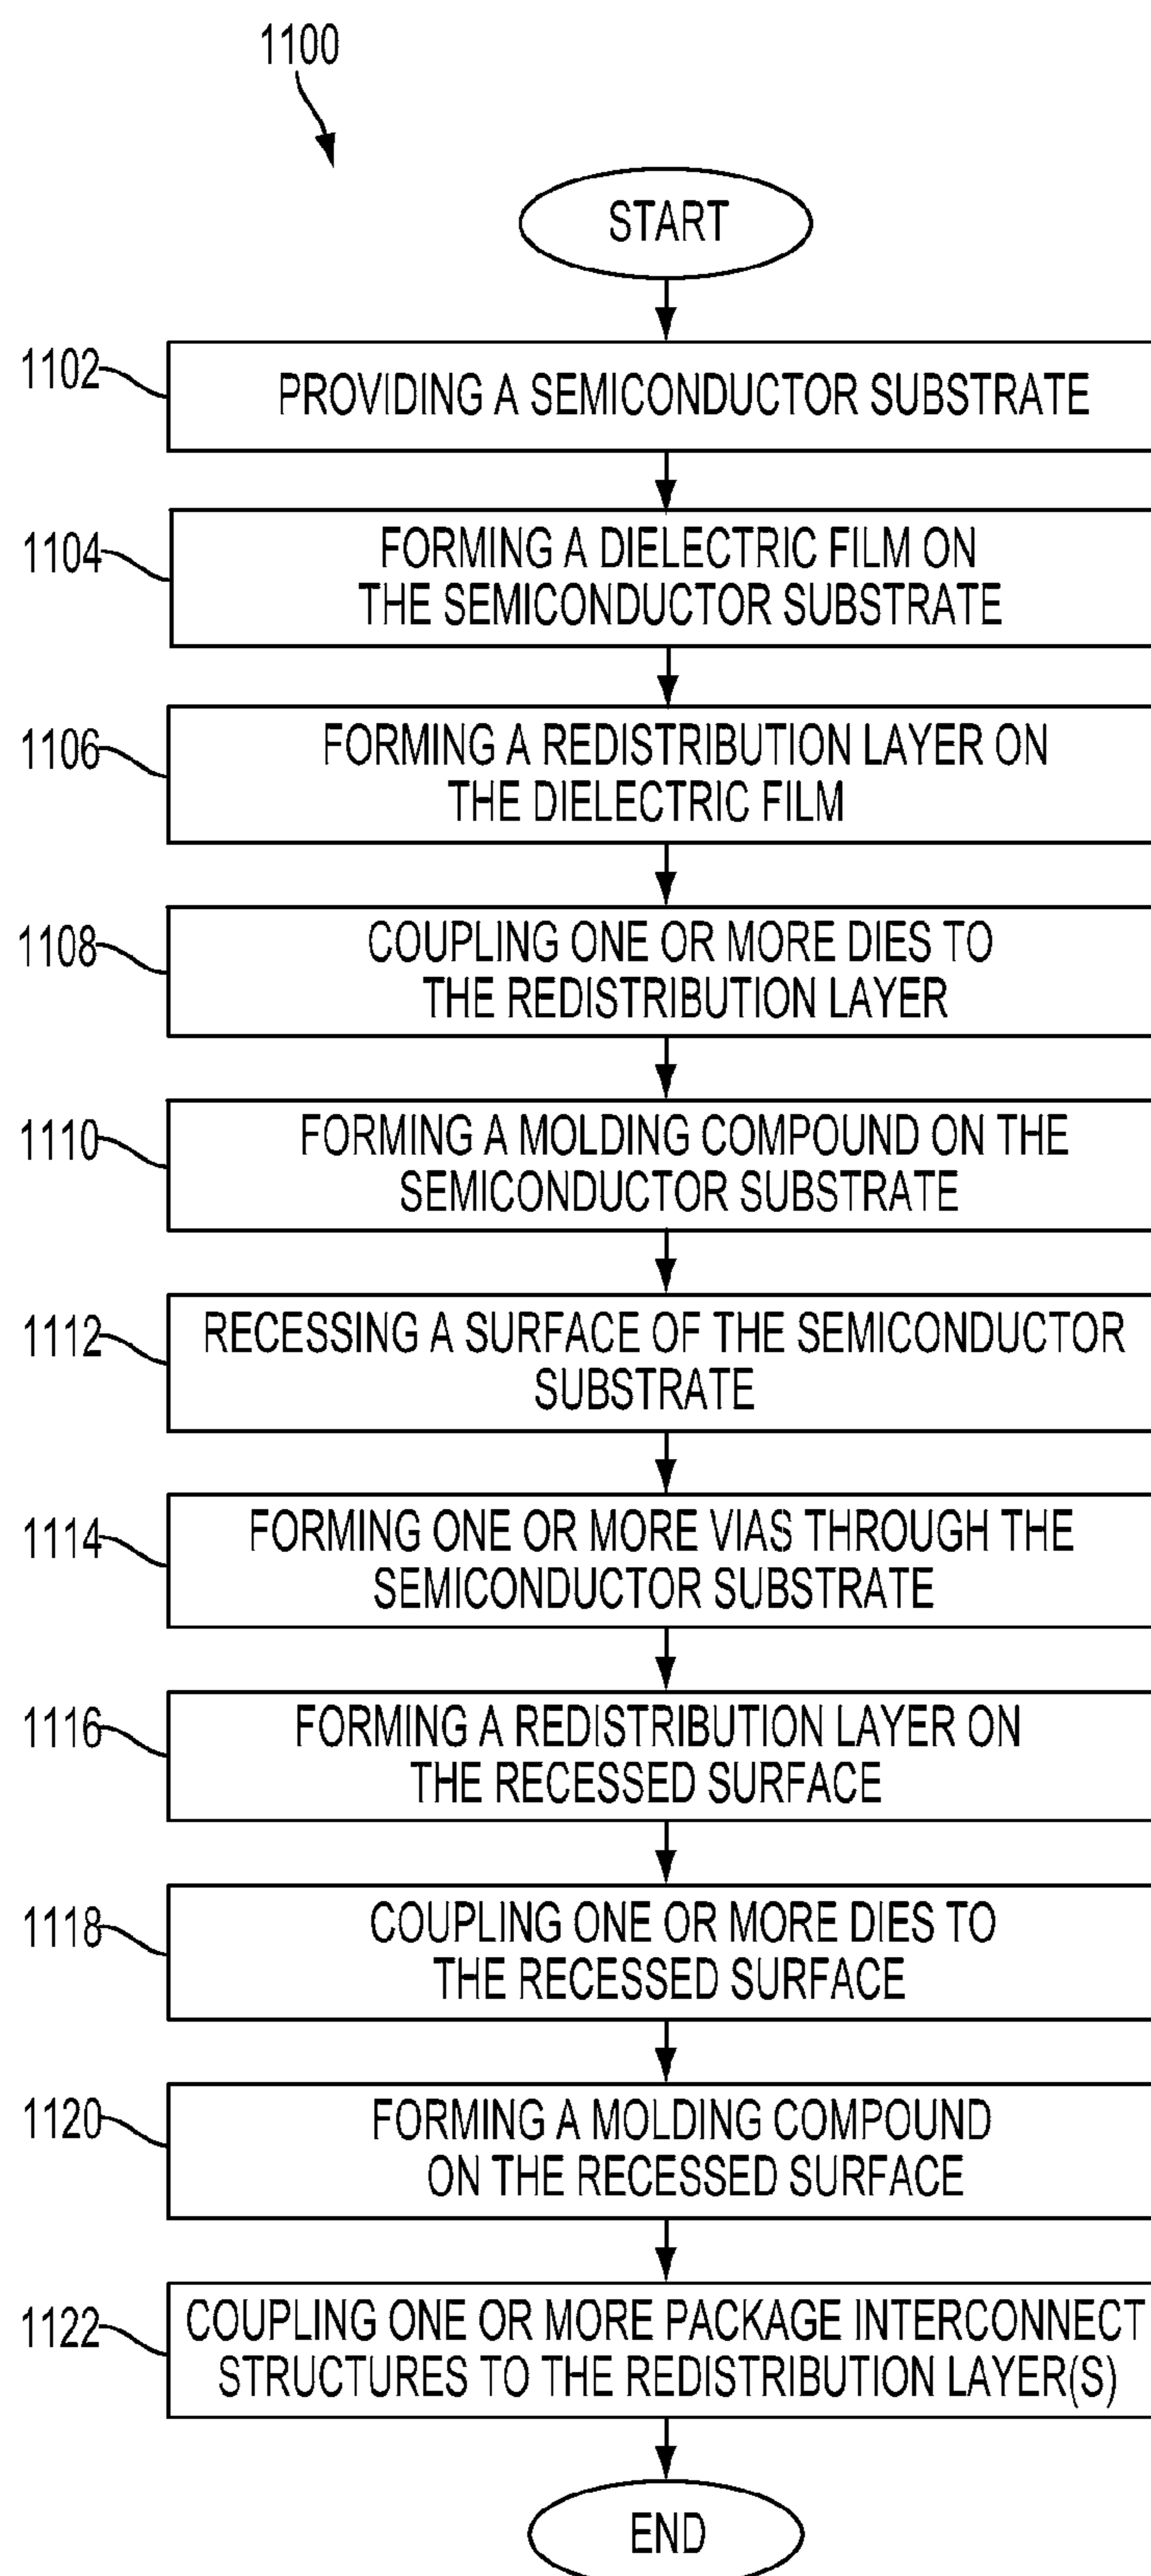 1100
START
1102
PROVIDING A SEMICONDUCTOR SUBSTRATE
1104
FORMING A DIELECTRIC FILM ON
THE SEMICONDUCTOR SUBSTRATE
1106
FORMING A REDISTRIBUTION LAYER ON
THE DIELECTRIC FILM
1108
COUPLING ONE OR MORE DIES TO
THE REDISTRIBUTION LAYER
1110
FORMING A MOLDING COMPOUND ON THE
SEMICONDUCTOR SUBSTRATE
1112
RECESSING A SURFACE OF THE SEMICONDUCTOR
SUBSTRATE
1114
FORMING ONE OR MORE VIAS THROUGH THE
SEMICONDUCTOR SUBSTRATE
1116
FORMING A REDISTRIBUTION LAYER ON
THE RECESSED SURFACE
1118
COUPLING ONE OR MORE DIES TO
THE RECESSED SURFACE
1120
FORMING A MOLDING COMPOUND
ON THE RECESSED SURFACE
1122
COUPLING ONE OR MORE PACKAGE INTERCONNECT
STRUCTURES TO THE REDISTRIBUTION LAYER(S)
END